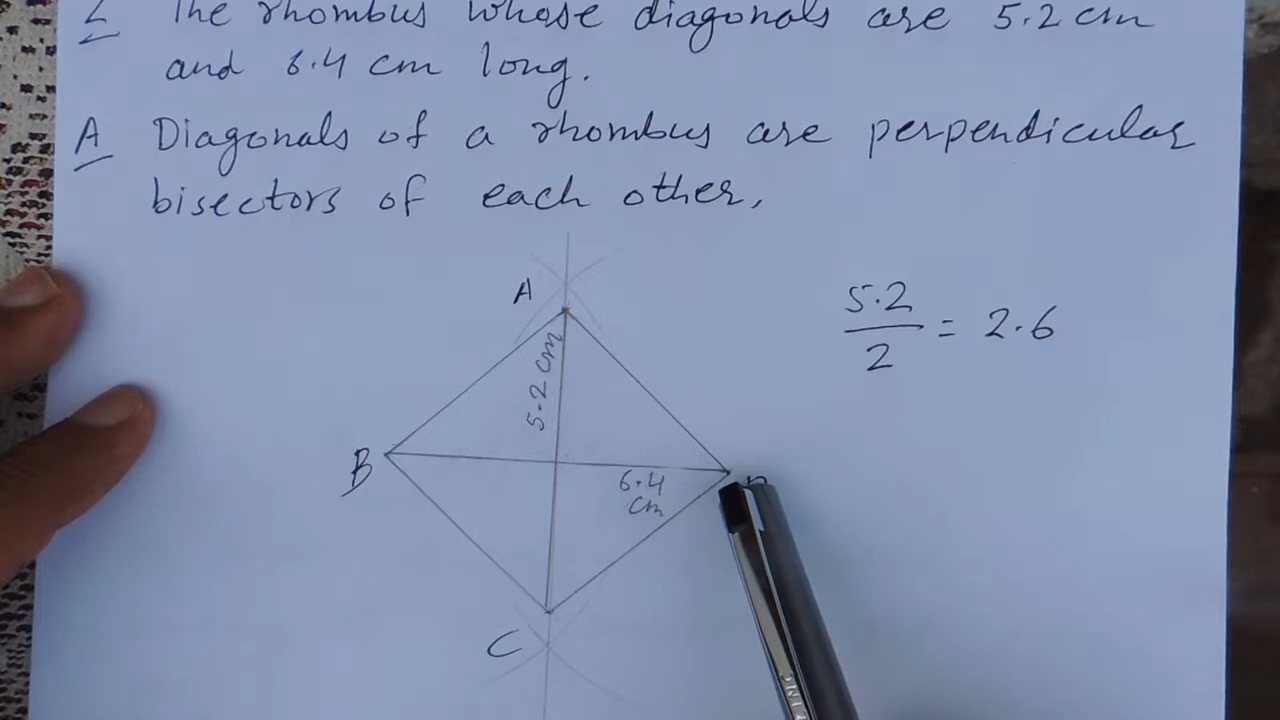 2 The rhombus whose diagonals are 5.2 cm
and 6.4 cm long.
A Diagonals of a rhombus are perpendicular
bisectors of each other,
A
5.2 / 2 = 2.6
5.2 cm
B
6.4
cm
C